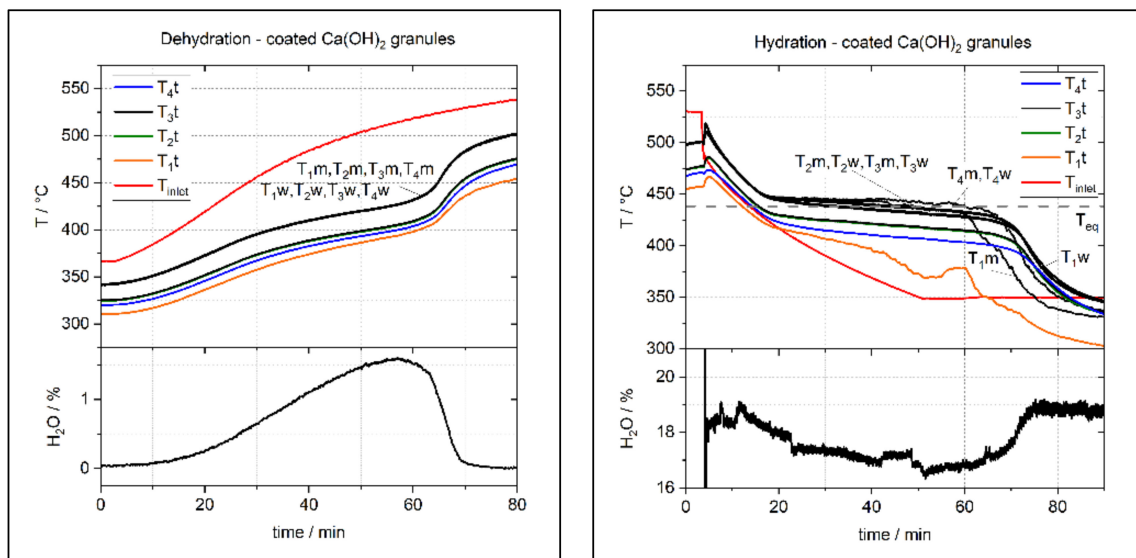 Dehydration - coated Ca(OH)2 granules
T4t
T3t
T2t
T1t
Tinlet
T1m,T2m,T3m,T4m
T1w,T2w,T3w,T4w
550
500
450
400
350
300
T / °C
1
0
H2O / %
0
20
40
60
80
time / min
Hydration - coated Ca(OH)2 granules
T4t
T3t
T2t
T1t
Tinlet
T2m,T2w,T3m,T3w
T4m,T4w
Teq
T1m
T1w
550
500
450
400
350
300
T / °C
20
18
16
H2O / %
0
20
40
60
80
time / min